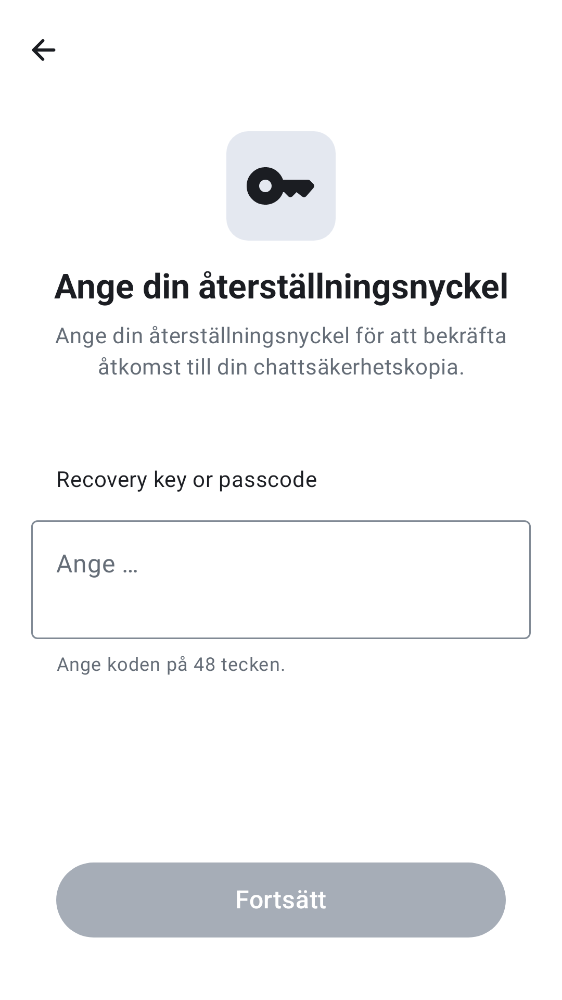 Ange din återställningsnyckel
Ange din återställningsnyckel för att bekräfta
åtkomst till din chattsäkerhetskopia.
Recovery key or passcode
Ange …
Ange koden på 48 tecken.
Fortsätt